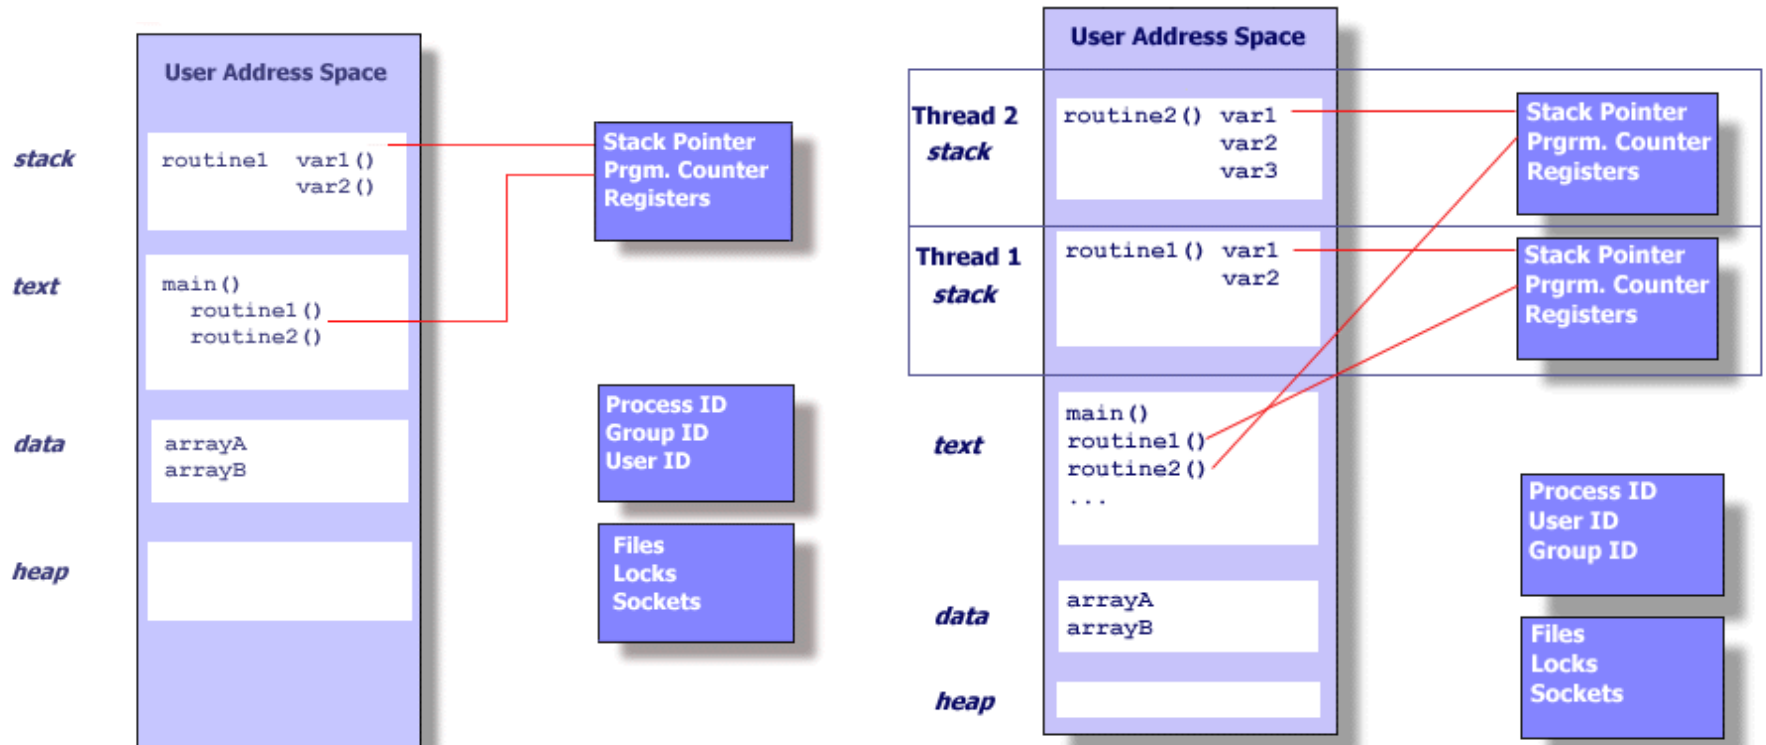 User Address Space
stack
routine1 var1()
var2()
Stack Pointer
Prgm. Counter
Registers
text
main()
routine1()
routine2()
data
arrayA
arrayB
Process ID
Group ID
User ID
heap
Files
Locks
Sockets
User Address Space
Thread 2
stack
routine2() var1
var2
var3
Stack Pointer
Prgrm. Counter
Registers
Thread 1
stack
routine1() var1
var2
Stack Pointer
Prgrm. Counter
Registers
text
main()
routine1()
routine2()
...
Process ID
User ID
Group ID
data
arrayA
arrayB
Files
Locks
Sockets
heap